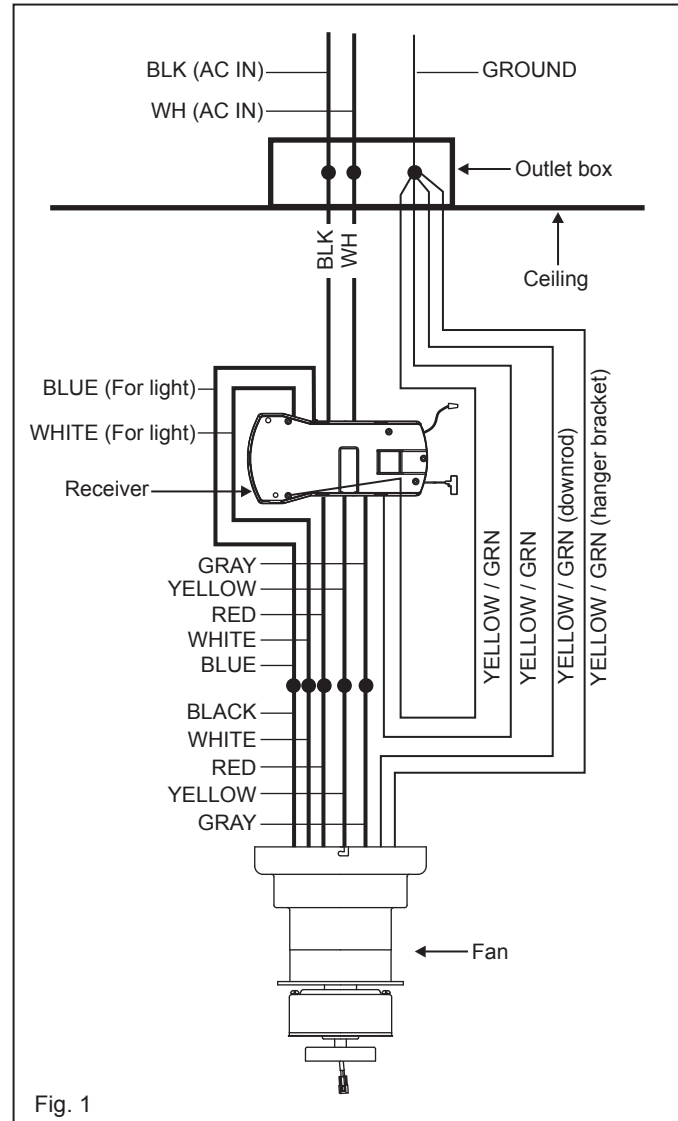 BLK (AC IN)
GROUND
WH (AC IN)
Outlet box
BLK
WH
Ceiling
BLUE (For light)
WHITE (For light)
Receiver
GRAY
YELLOW
RED
WHITE
BLUE
YELLOW / GRN
YELLOW / GRN
YELLOW / GRN (downrod)
YELLOW / GRN (hanger bracket)
BLACK
WHITE
RED
YELLOW
GRAY
Fan
Fig. 1